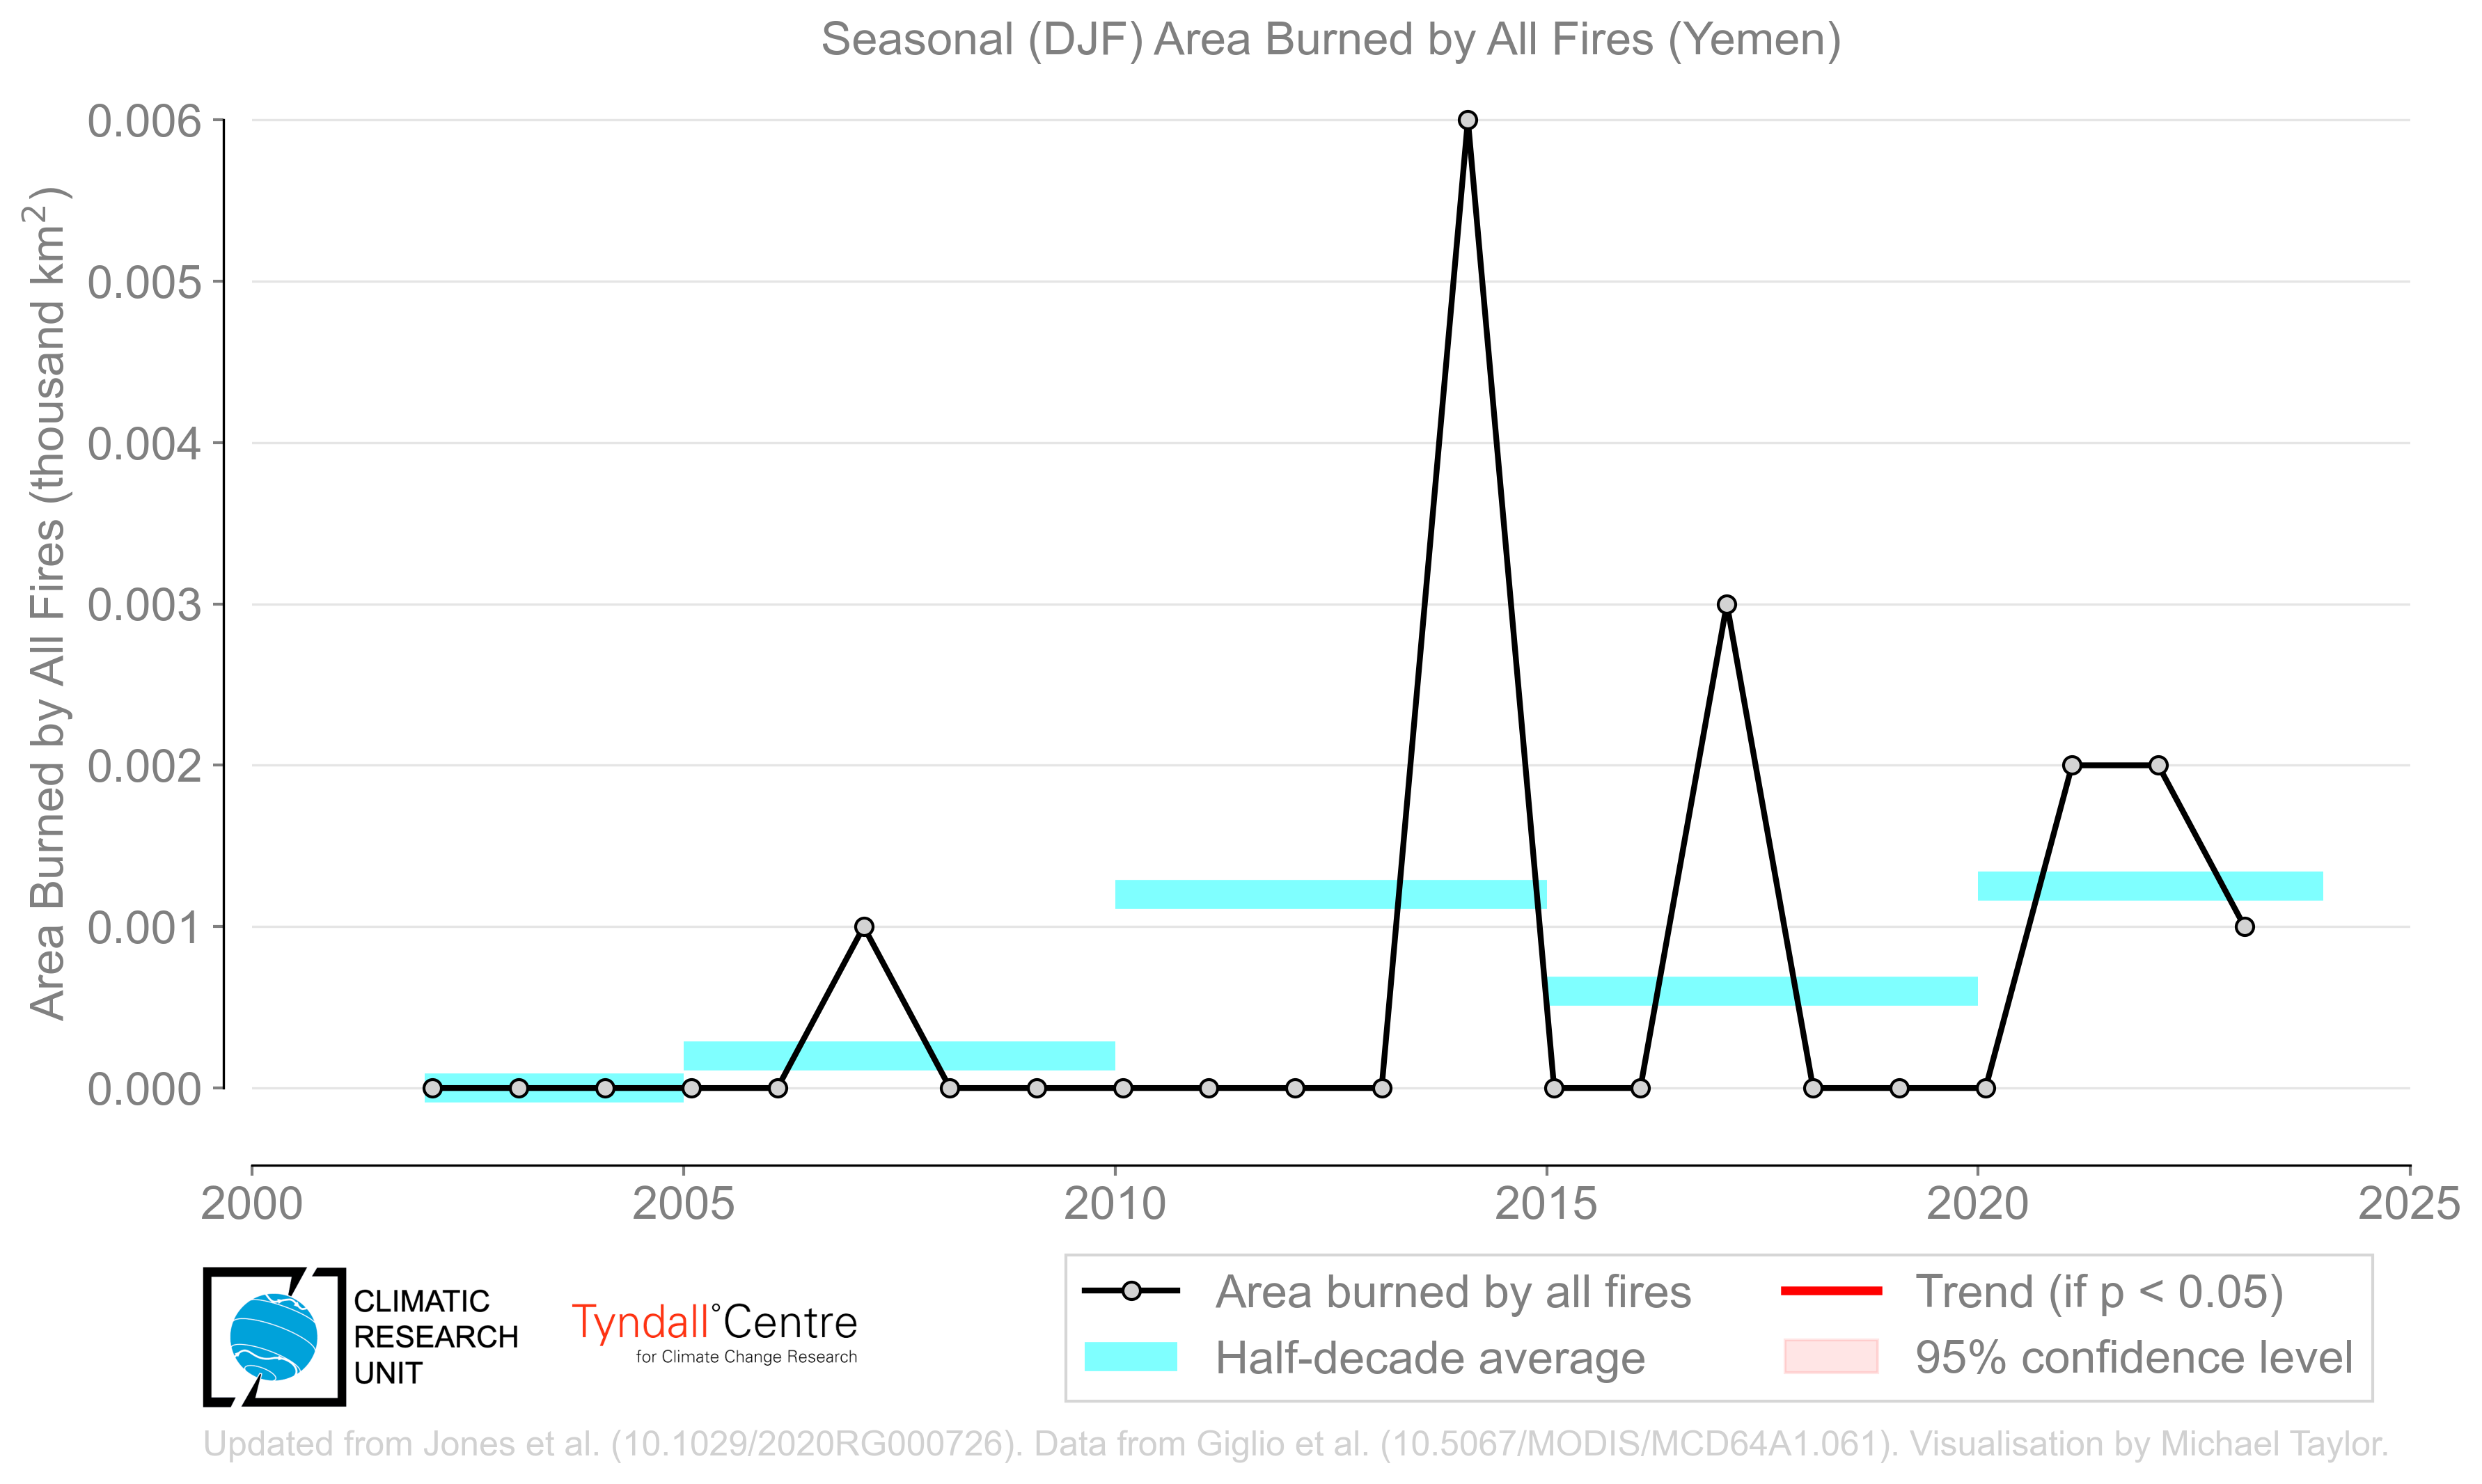 Seasonal (DJF) Area Burned by All Fires (Yemen)
Area Burned by All Fires (thousand km²)
0.006
0.005
0.004
0.003
0.002
0.001
0.000
2000 2005 2010 2015 2020 2025
CLIMATIC
RESEARCH
UNIT
Tyndall°Centre
for Climate Change Research
Area burned by all fires
Half-decade average
Trend (if p < 0.05)
95% confidence level
Updated from Jones et al. (10.1029/2020RG000726). Data from Giglio et al. (10.5067/MODIS/MCD64A1.061). Visualisation by Michael Taylor.